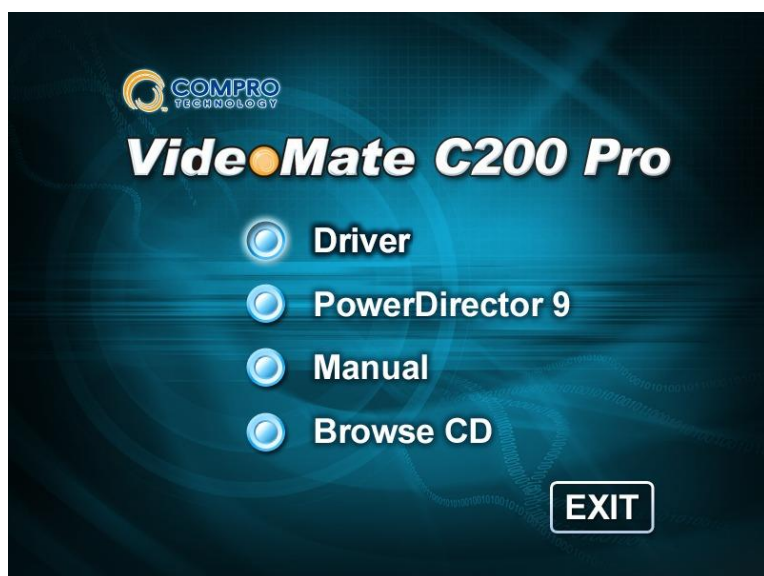 COMPRO
TECHNOLOGY
VideoMate C200 Pro
Driver
PowerDirector 9
Manual
Browse CD
EXIT